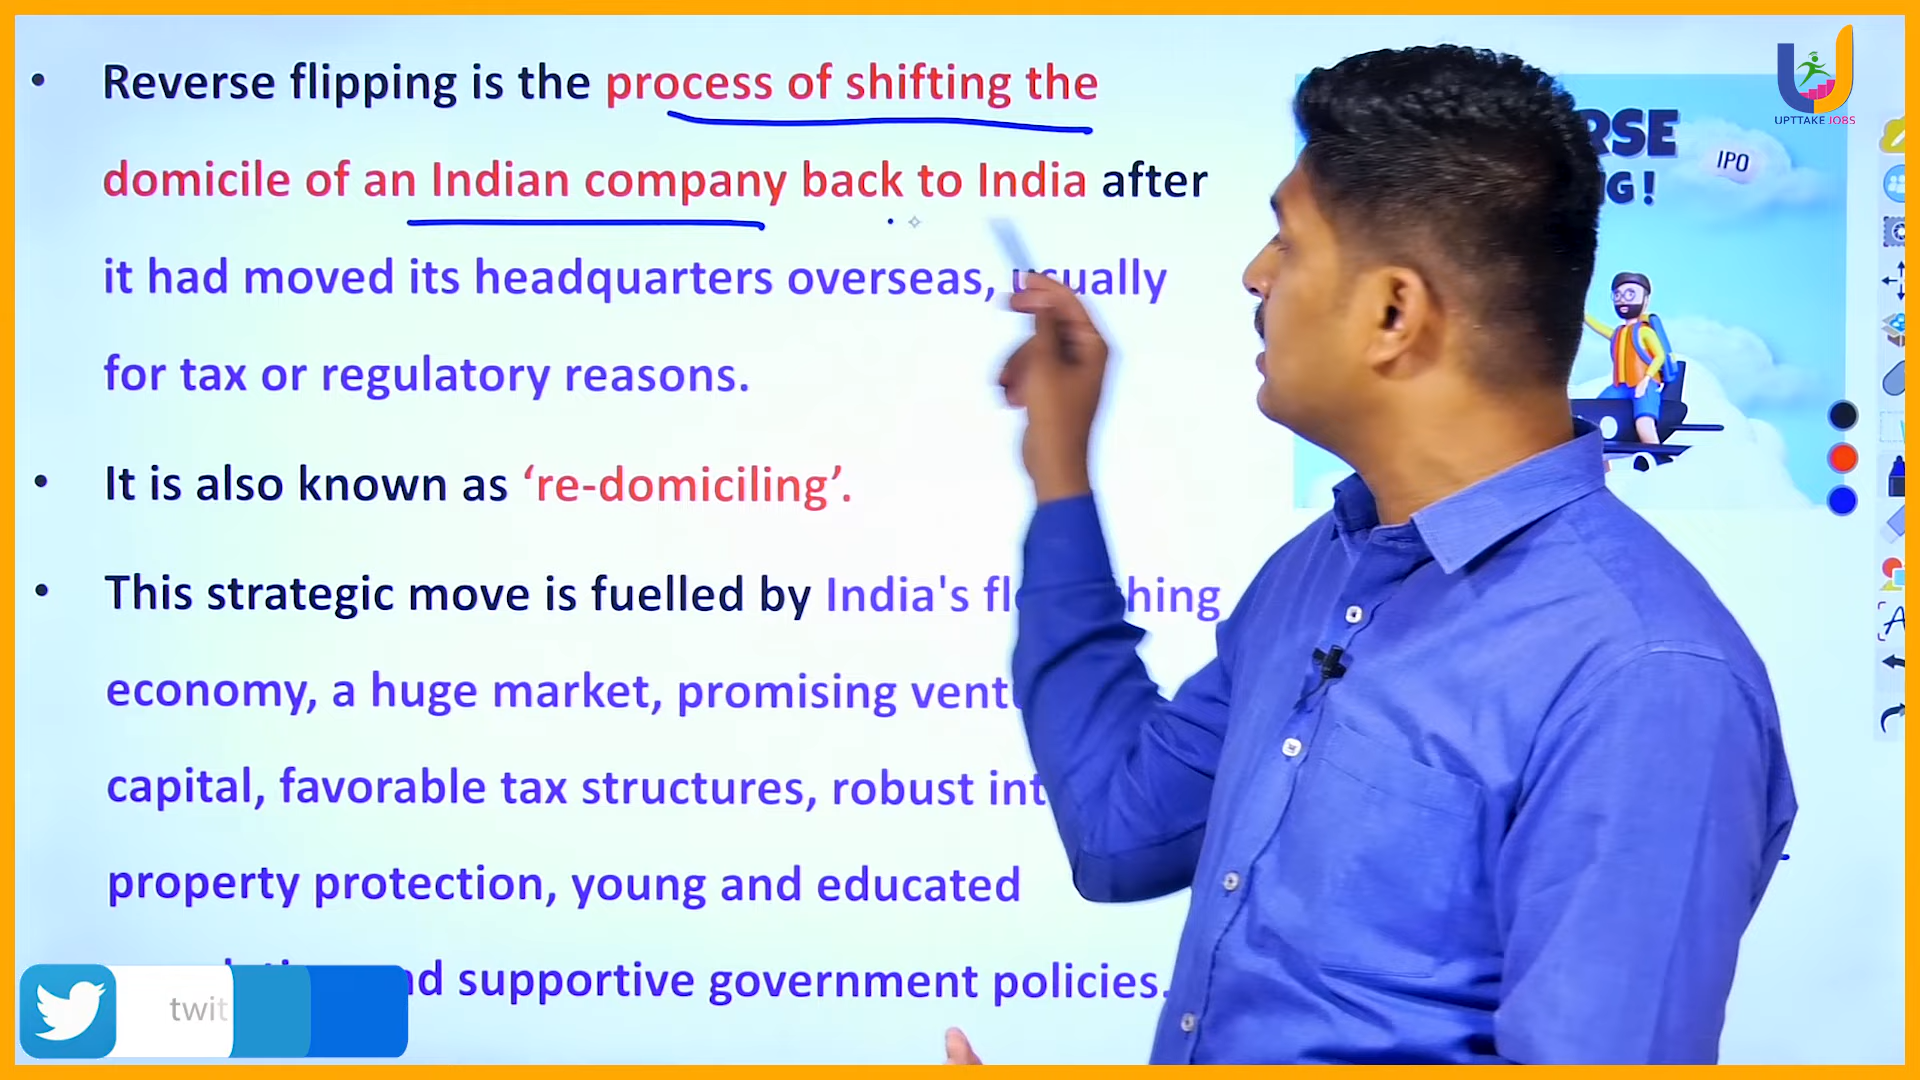 Reverse flipping is the process of shifting the
domicile of an Indian company back to India after
it had moved its headquarters overseas, usually
for tax or regulatory reasons.
It is also known as ‘re-domiciling’.
This strategic move is fuelled by India's
economy, a huge market, promising
capital, favorable tax structures, robust
property protection, young and educated
supportive government policies.
IPO
UPTTAKE JOBS
twit